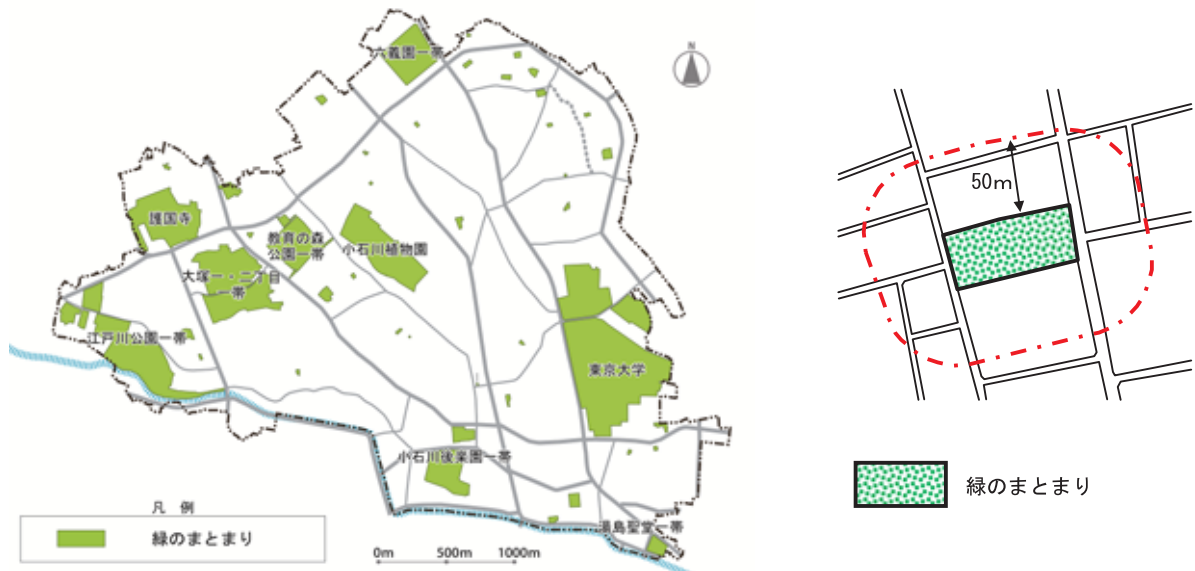 六義園一帯
N
護国寺
教育の森
公園一帯
小石川植物園
大塚一・二丁目
一帯
江戸川公園一帯
東京大学
小石川後楽園一帯
湯島聖堂一帯
凡 例
緑のまとまり
0m 500m 1000m
50m
緑のまとまり